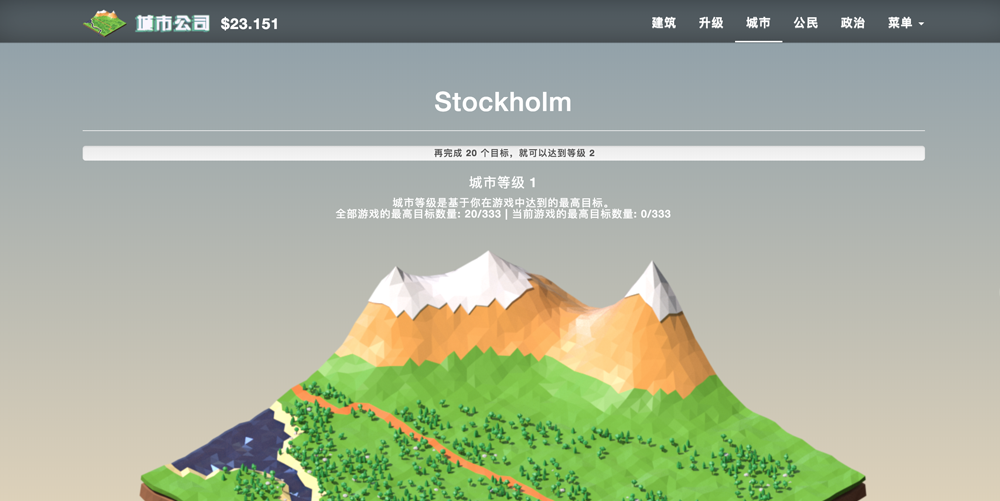 城市公司 $23.151 建筑 升级 城市 公民 政治 菜单
Stockholm
再完成 20 个目标，就可以达到等级 2
城市等级 1
城市等级是基于你在游戏中达到的最高目标。
全部游戏的最高目标数量: 20/333 | 当前游戏的最高目标数量: 0/333